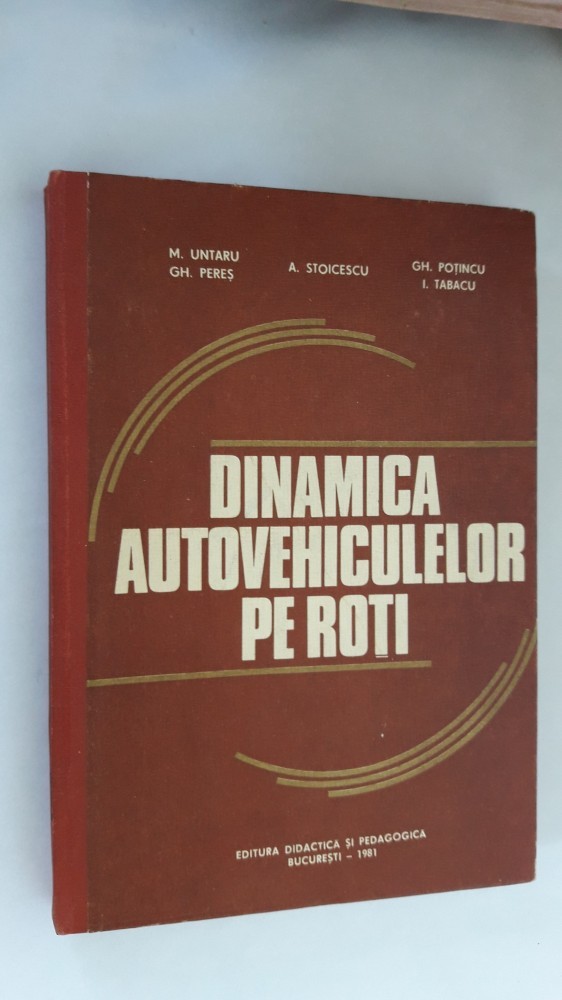 M. UNTARU
GH. PEREȘ
A. STOICESCU
GH. POȚINCU
I. TABACU
DINAMICA
AUTOVEHICULELOR
PE ROȚI
EDITURA DIDACTICA ȘI PEDAGOGICA
BUCUREȘTI – 1981